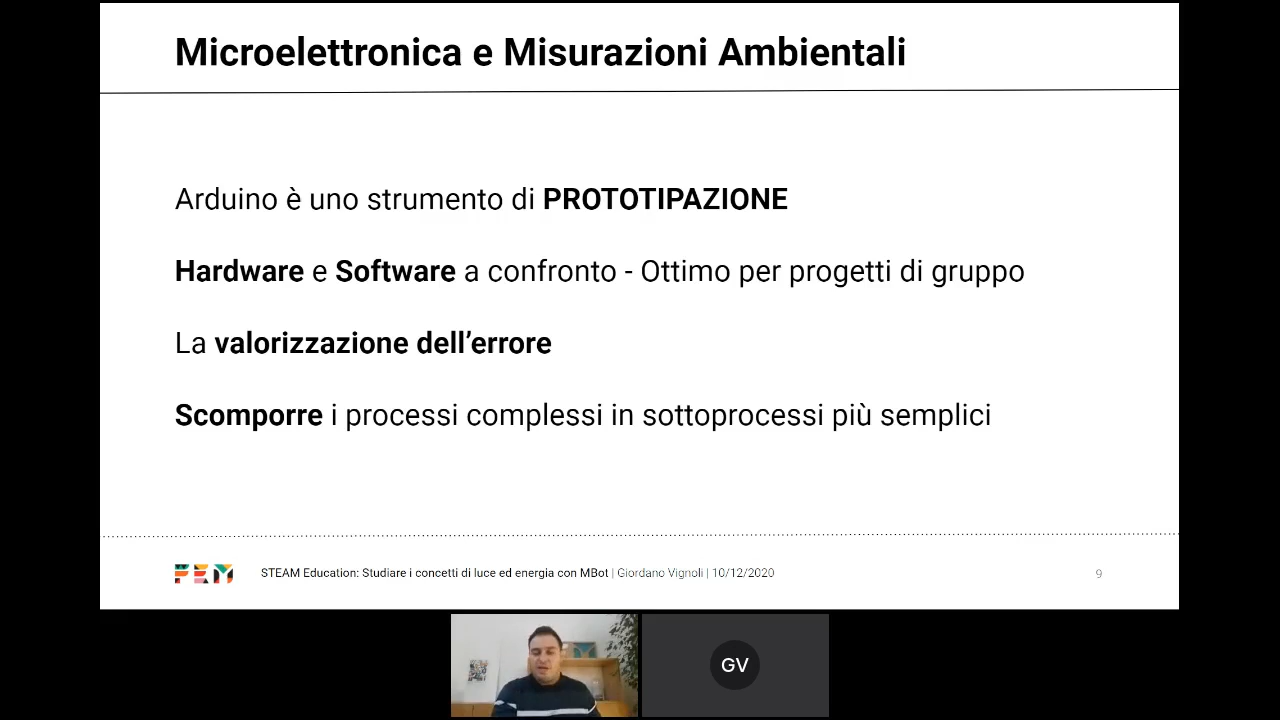 Microelettronica e Misurazioni Ambientali
Arduino è uno strumento di PROTOTIPAZIONE
Hardware e Software a confronto - Ottimo per progetti di gruppo
La valorizzazione dell’errore
Scomporre i processi complessi in sottoprocessi più semplici
FEM STEAM Education: Studiare i concetti di luce ed energia con MBot | Giordano Vignoli | 10/12/2020 9
GV